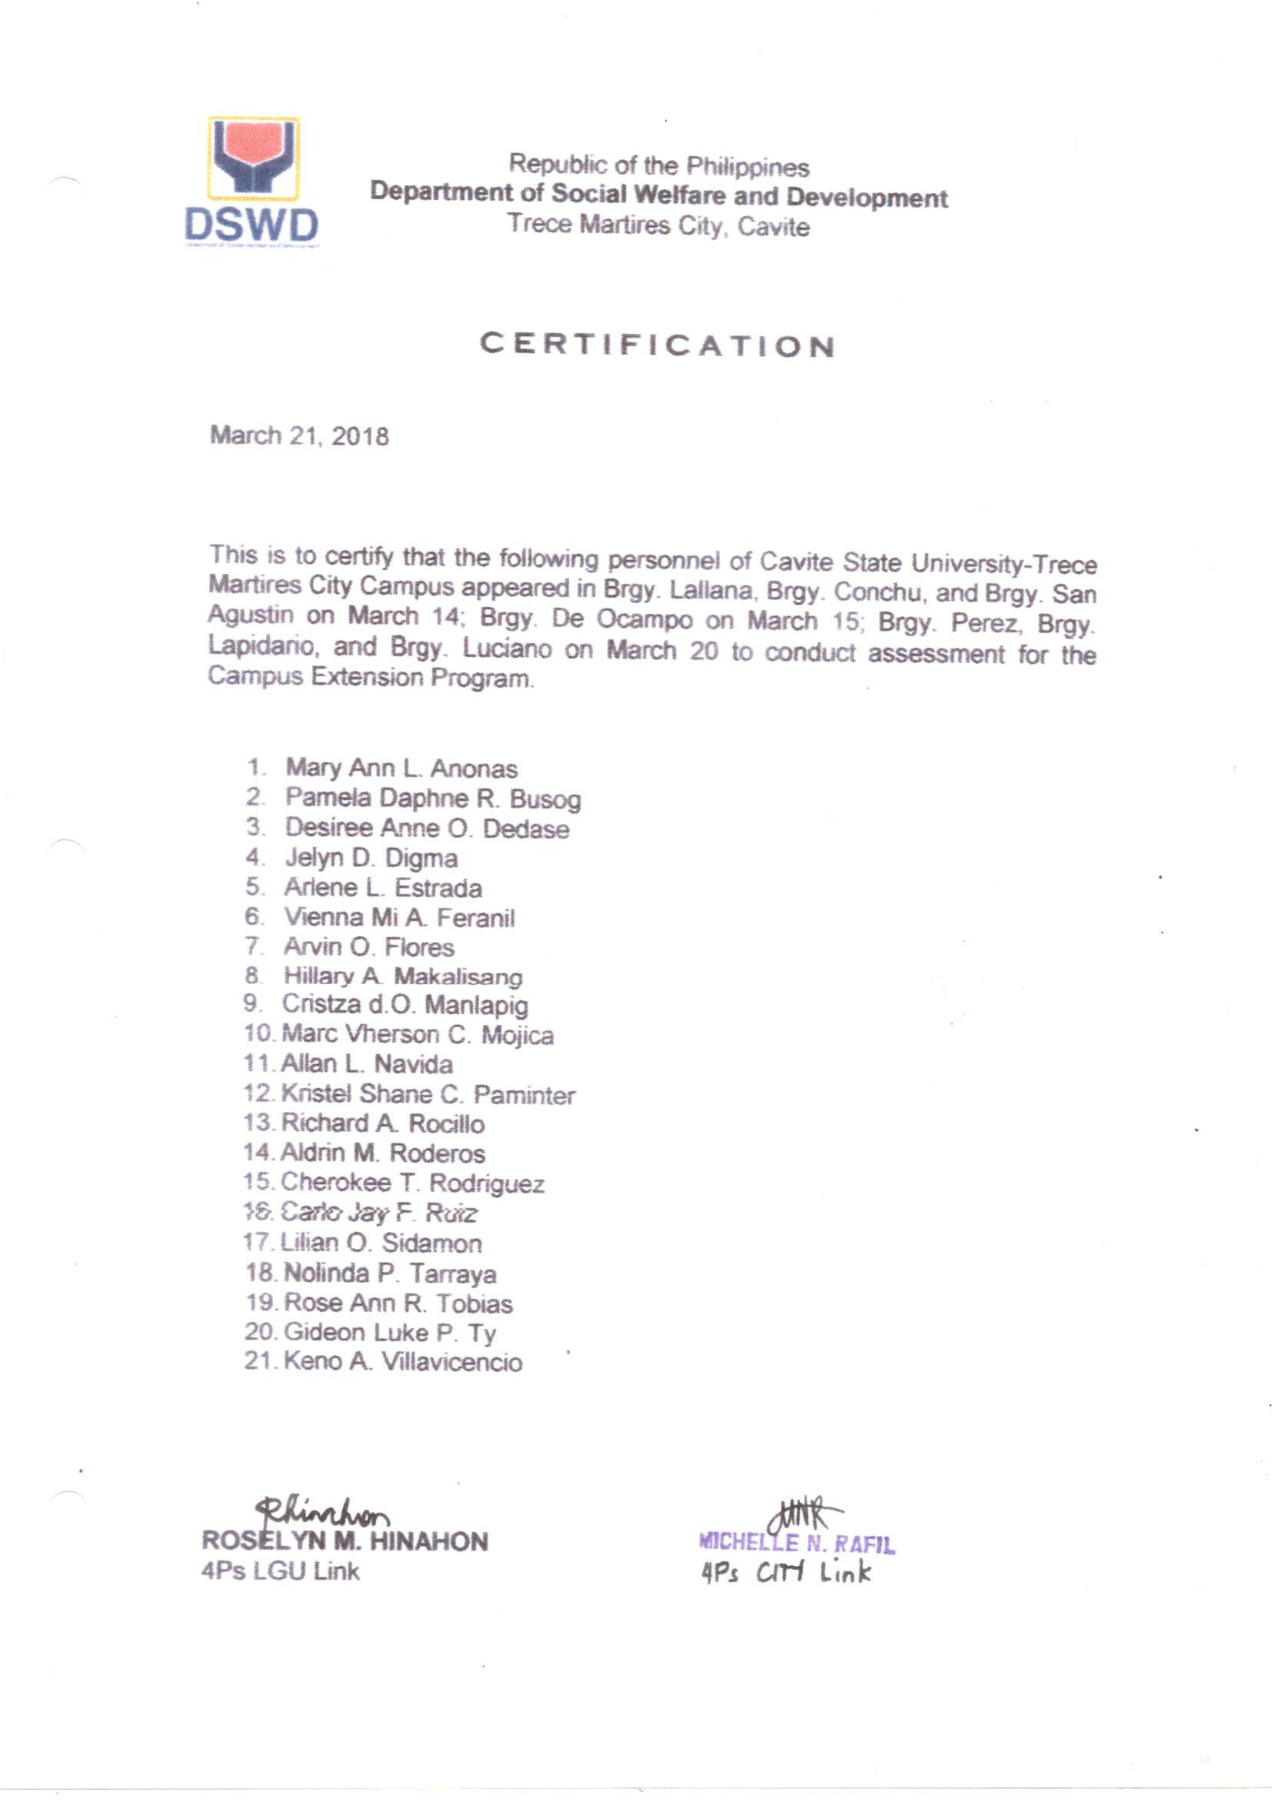 DSWD
Republic of the Philippines
Department of Social Welfare and Development
Trece Martires City, Cavite
CERTIFICATION
March 21, 2018
This is to certify that the following personnel of Cavite State University-Trece
Martires City Campus appeared in Brgy. Lallana, Brgy. Conchu, and Brgy. San
Agustin on March 14; Brgy. De Ocampo on March 15; Brgy. Perez, Brgy.
Lapidario, and Brgy. Luciano on March 20 to conduct assessment for the
Campus Extension Program.
1. Mary Ann L. Anonas
2. Pamela Daphne R. Busog
3. Desiree Anne O. Dedase
4. Jelyn D. Digma
5. Arlene L. Estrada
6. Vienna Mi A. Feranil
7. Arvin O. Flores
8. Hillary A. Makalisang
9. Cristza d.O. Manlapig
10. Marc Vherson C. Mojica
11. Allan L. Navida
12. Kristel Shane C. Paminter
13. Richard A. Rocillo
14. Aldrin M. Roderos
15. Cherokee T. Rodriguez
16. Carlo Jay F. Ruiz
17. Lilian O. Sidamon
18. Nolinda P. Tarraya
19. Rose Ann R. Tobias
20. Gideon Luke P. Ty
21. Keno A. Villavicencio
Rhinahon
ROSELYN M. HINAHON
4Ps LGU Link
MNR
MICHELLE N. RAFIL
4Ps CITY Link